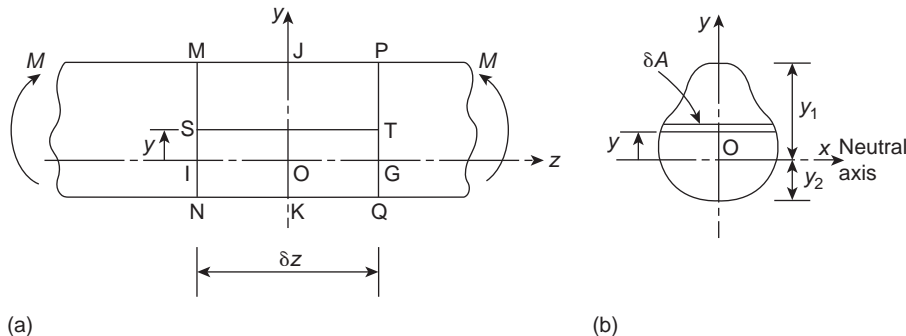 y
M J P
M M
δA
S T
y y₁
y
z O x Neutral
I O G axis
y₂
N K Q
δz
(a) (b)
y